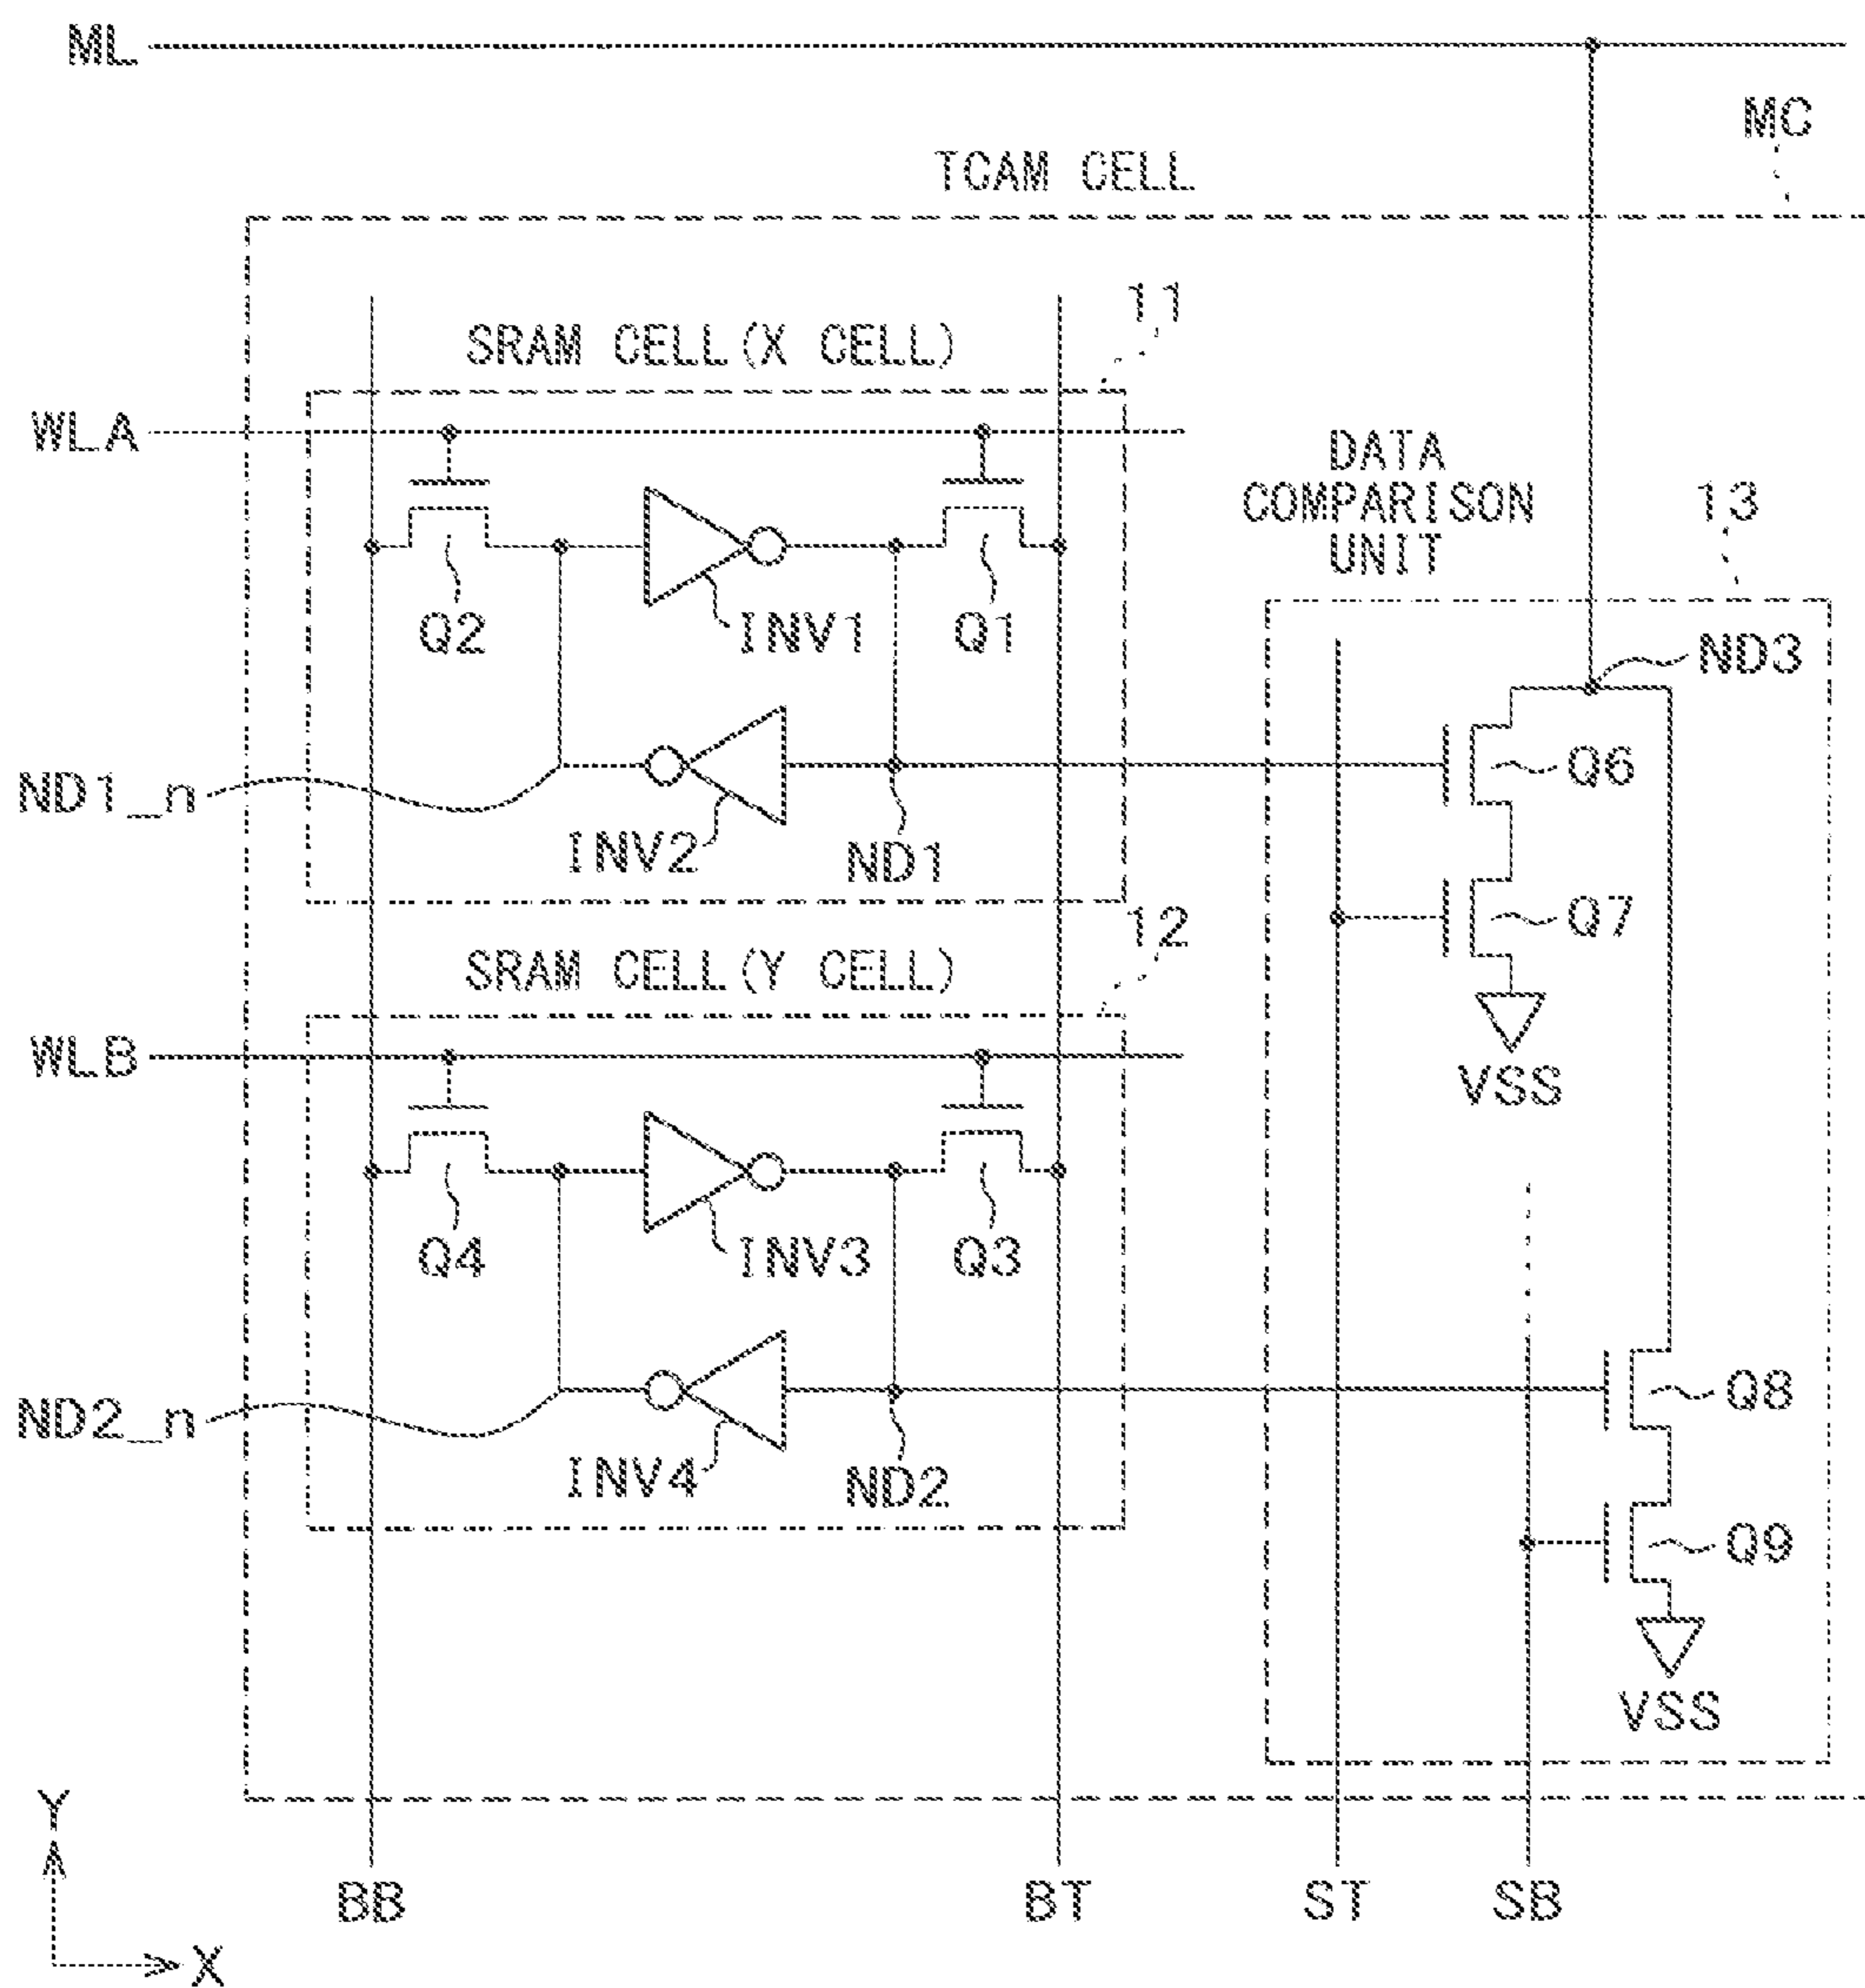 ML
MC
TCAM CELL
11
SRAM CELL(X CELL)
WLA
DATA
COMPARISON
UNIT
13
Q2
INV1
Q1
ND3
ND1_n
INV2
ND1
Q6
Q7
12
SRAM CELL(Y CELL)
WLB
VSS
Q4
INV3
Q3
ND2_n
INV4
ND2
Q8
Q9
VSS
Y
X
BB
BT
ST
SB